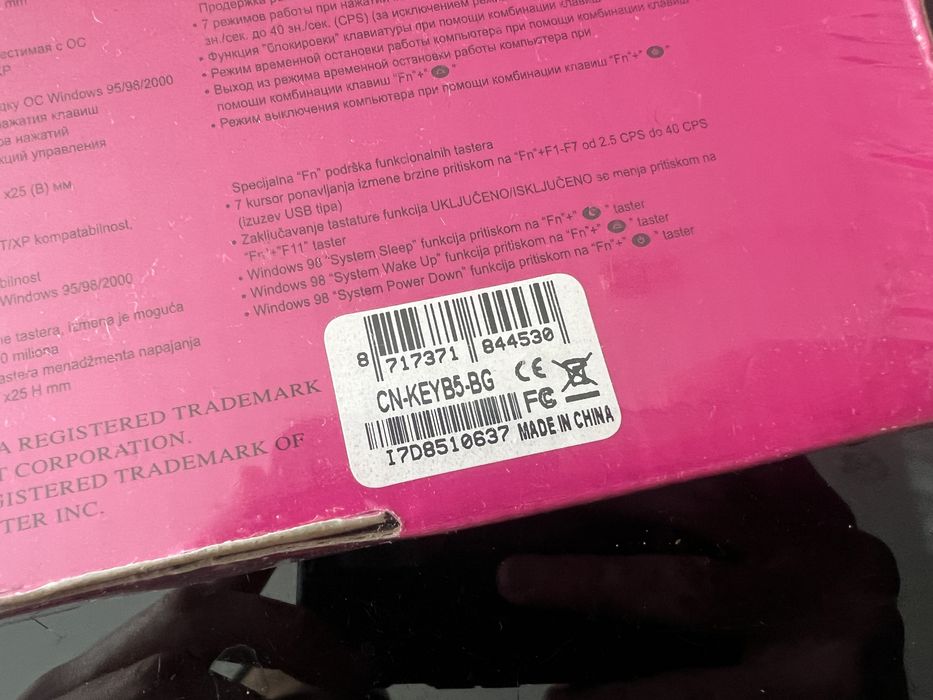 mm
Продержка
• 7 режимов работы при нажатии
зн./сек. до 40 зн./сек. (CPS) (за исключением
• Функция "блокировки" клавиатуры при помощи комбинации
• Режим временной остановки работы компьютера при помощи комбинации клавиш "Fn"+" "
• Выход из режима временной остановки работы компьютера при
помощи комбинации клавиш "Fn"+" "
• Режим выключения компьютера при помощи комбинации клавиш "Fn"+" "
естимая с ОС
XP
дку ОС Windows 95/98/2000
нажатия клавиш
ов нажатий
кций управления
x25 (В) мм
T/XP kompatabilnost,
bilnost
Windows 95/98/2000
ne tastera, izmena je moguća
0 miliona
astera menadžmenta napajanja
x25 H mm
Specijalna "Fn" podrška funkcionalnih tastera
• 7 kursor ponavljanja izmene brzine pritiskom na "Fn"+F1-F7 od 2.5 CPS do 40 CPS
(izuzev USB tipa)
• Zaključavanje tastature funkcija UKLJUČENO/ISKLJUČENO se menja pritiskom na
"Fn"+"F11" taster
• Windows 98 "System Sleep" funkcija pritiskom na "Fn"+" " taster
• Windows 98 "System Wake Up" funkcija pritiskom na "Fn"+" " taster
• Windows 98 "System Power Down" funkcija pritiskom na "Fn"+" " taster
A REGISTERED TRADEMARK
T CORPORATION.
GISTERED TRADEMARK OF
TER INC.
8 717371 844530
CN-KEYB5-BG
CE
FC
I7D8510637
MADE IN CHINA